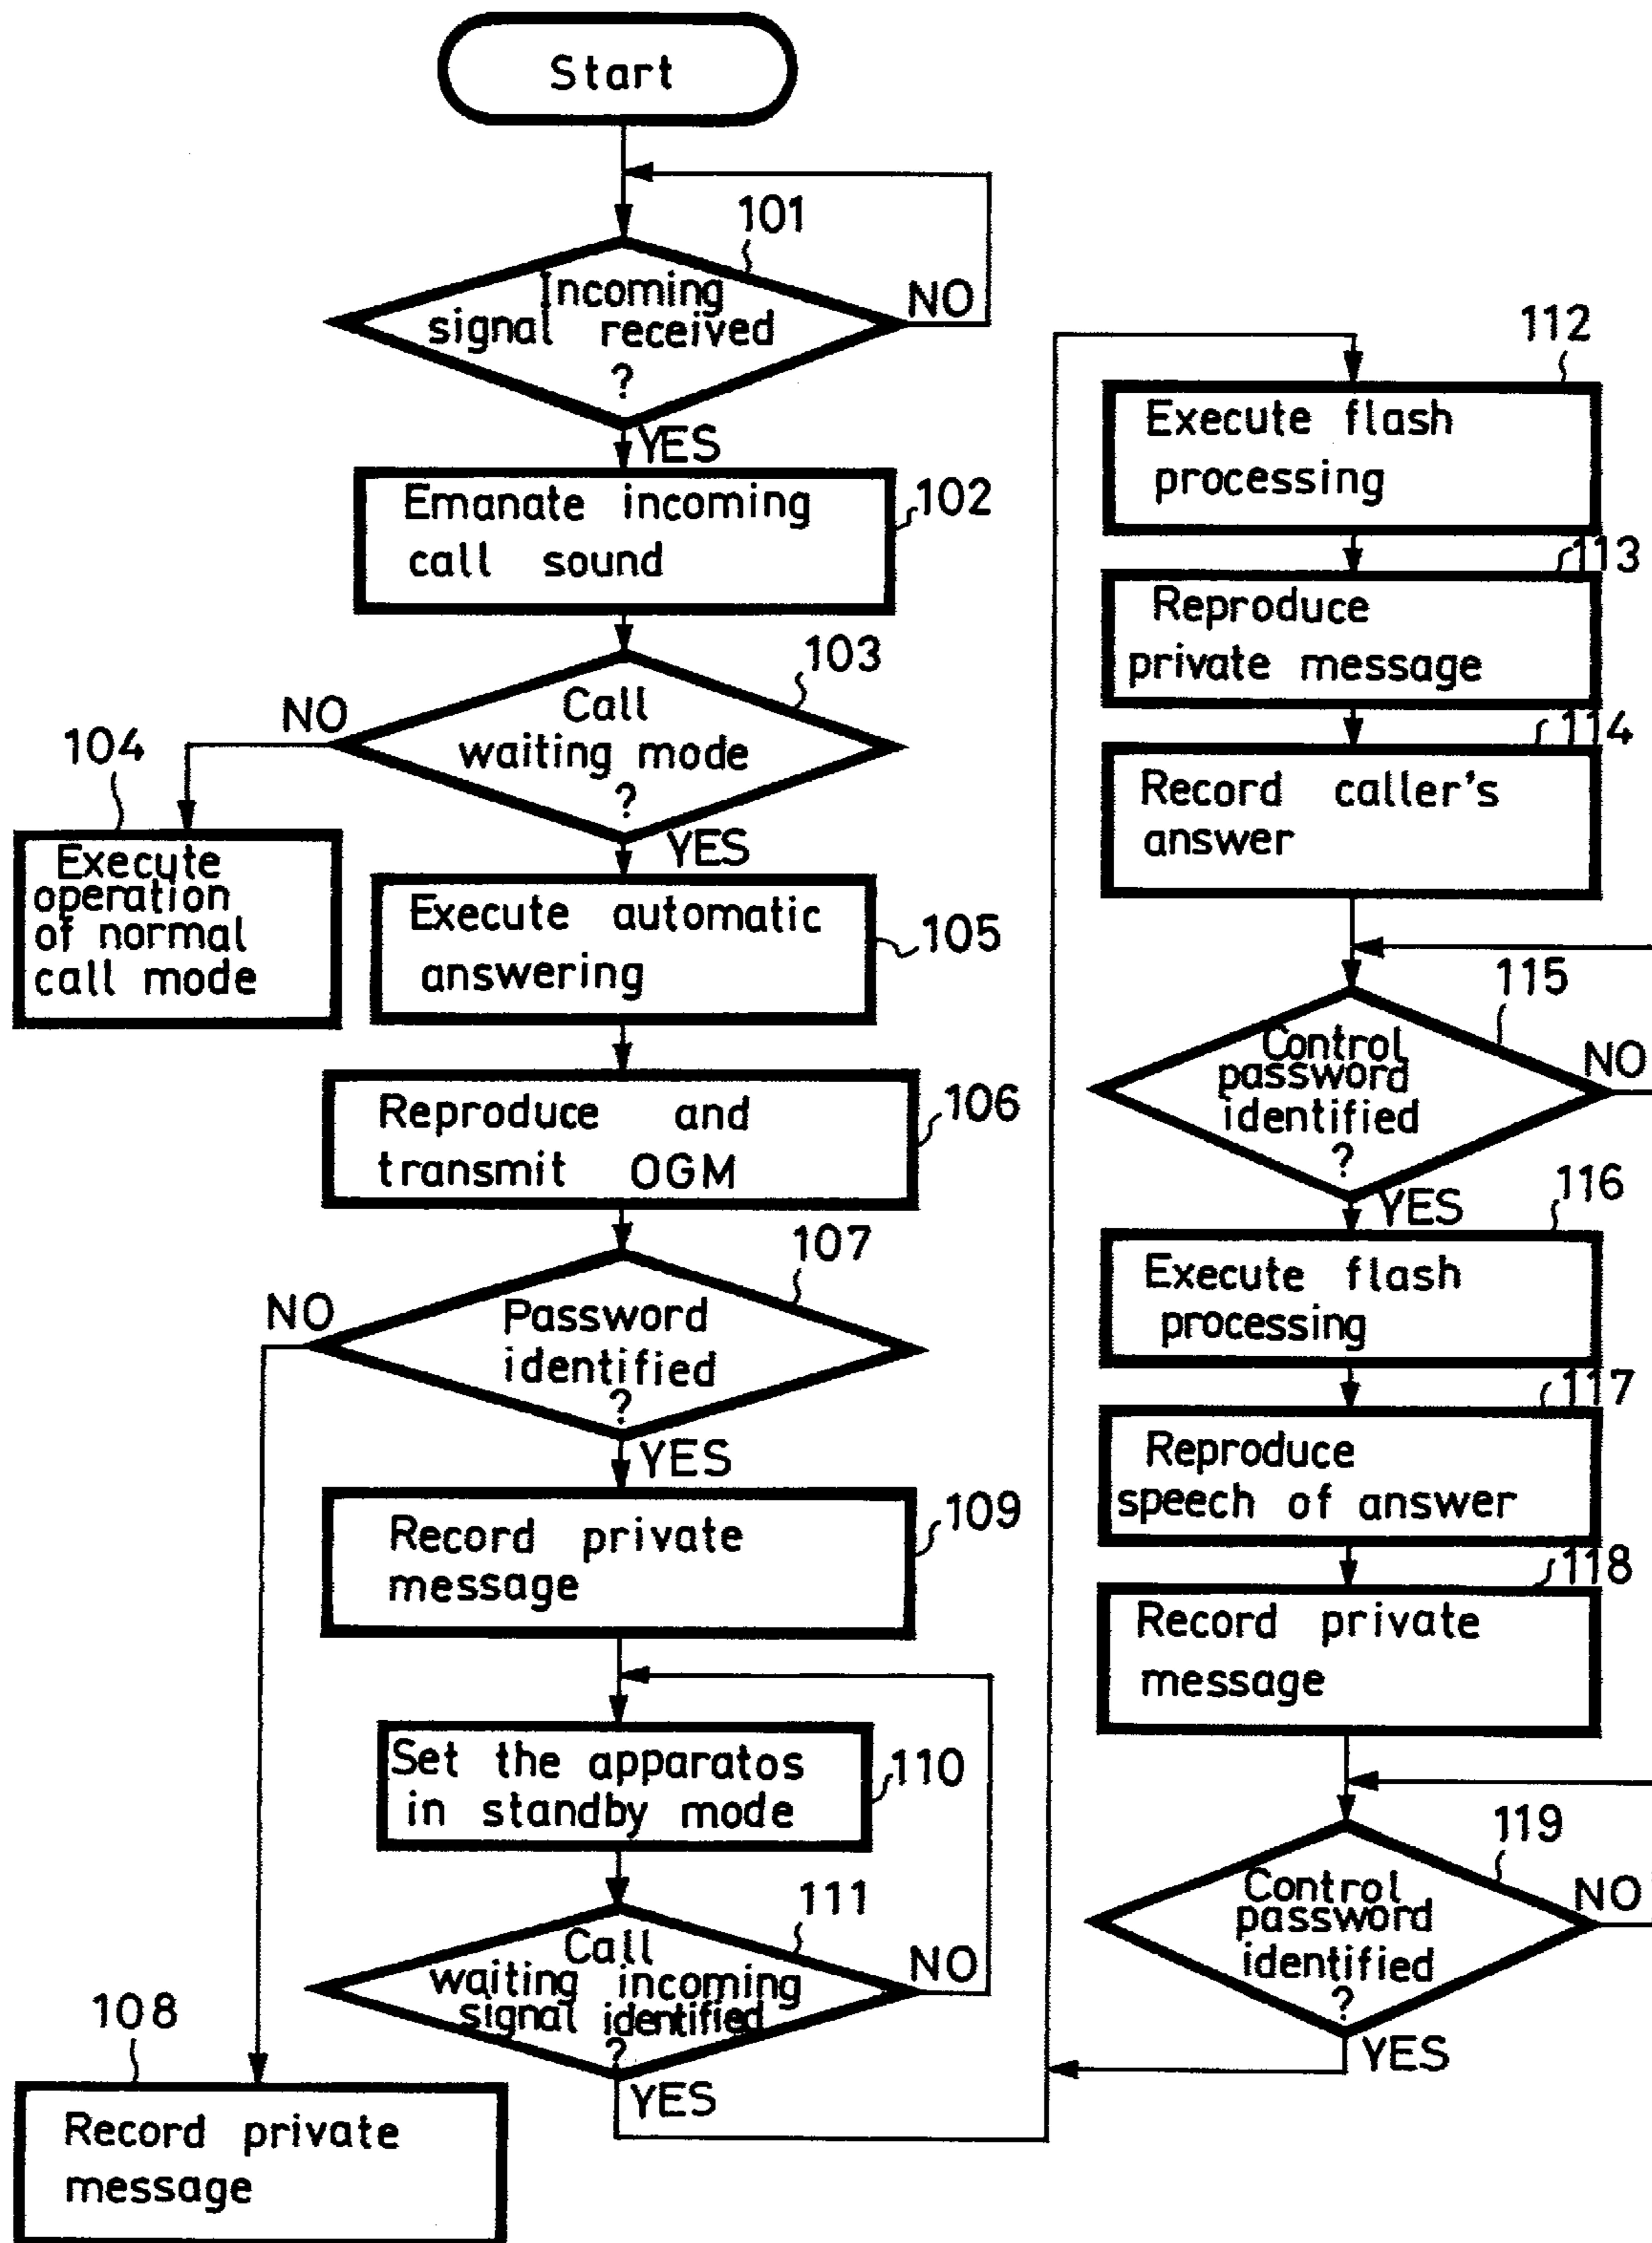 Start
101
Incoming
signal received
?
NO
YES
Emanate incoming
call sound
102
103
Call
waiting mode
?
NO
YES
104
Execute
operation
of normal
call mode
Execute automatic
answering
105
Reproduce and
transmit OGM
106
107
Password
identified
?
NO
YES
Record private
message
109
Set the apparatos
in standby mode
110
111
Call
waiting incoming
signal identified
?
NO
YES
108
Record private
message
112
Execute flash
processing
113
Reproduce
private message
114
Record caller's
answer
115
Control
password
identified
?
NO
YES
116
Execute flash
processing
117
Reproduce
speech of answer
118
Record private
message
119
Control
password
identified
?
NO
YES